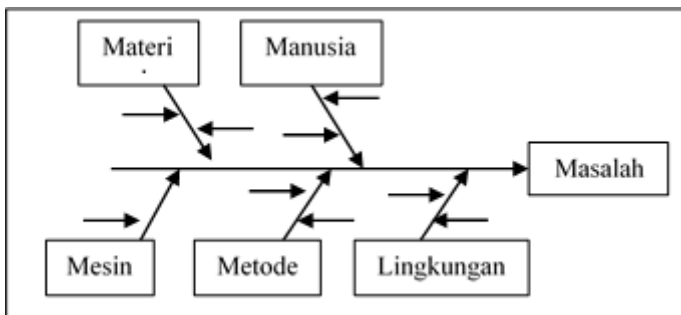 Materi
.
Manusia
Masalah
Mesin
Metode
Lingkungan